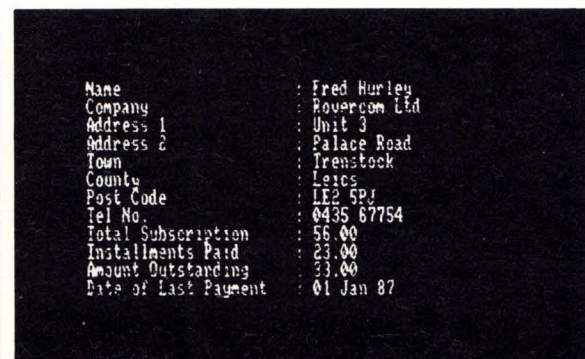 Name : Fred Hurley
Company : Rovercom Ltd
Address 1 : Unit 3
Address 2 : Palace Road
Town : Trenstock
County : Leics
Post Code : LE2 5PJ
Tel No. : 0435 67754
Total Subscription : 56.00
Installments Paid : 23.00
Amount Outstanding : 33.00
Date of Last Payment : 01 Jan 87